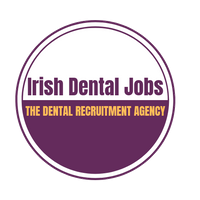 Irish Dental Jobs
THE DENTAL RECRUITMENT AGENCY